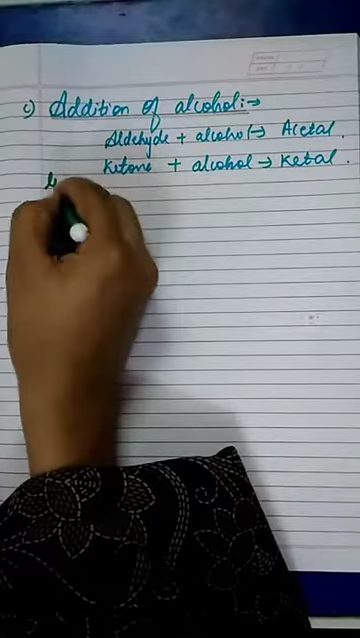 c) Addition of alcohol:→
Aldehyde + alcohol → Acetal.
Ketone + alcohol → Ketal.